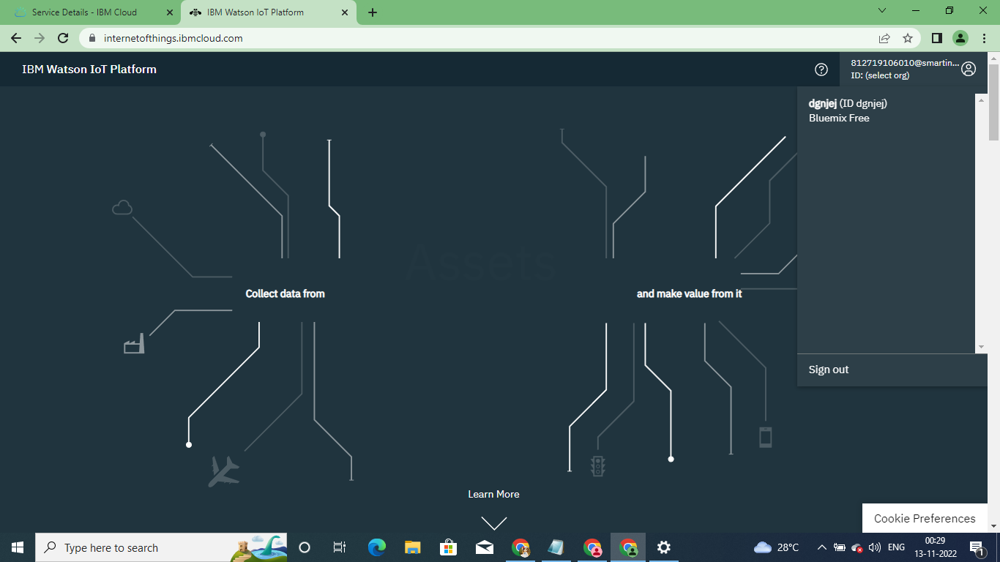 Service Details - IBM Cloud
IBM Watson IoT Platform
internetofthings.ibmcloud.com
IBM Watson IoT Platform
812719106010@smartin...
ID: (select org)
dgnjej (ID dgnjej)
Bluemix Free
Assets
Collect data from
and make value from it
Sign out
Learn More
Cookie Preferences
Type here to search
28°C
ENG
00:29
13-11-2022
1